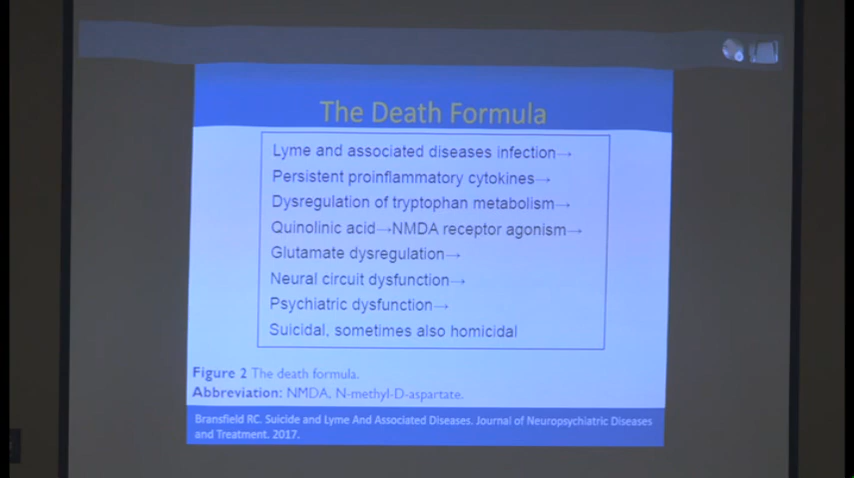 The Death Formula
Lyme and associated diseases infection→
Persistent proinflammatory cytokines→
Dysregulation of tryptophan metabolism→
Quinolinic acid→NMDA receptor agonism→
Glutamate dysregulation→
Neural circuit dysfunction→
Psychiatric dysfunction→
Suicidal, sometimes also homicidal
Figure 2 The death formula.
Abbreviation: NMDA, N-methyl-D-aspartate.
Bransfield RC. Suicide and Lyme And Associated Diseases. Journal of Neuropsychiatric Diseases
and Treatment. 2017.